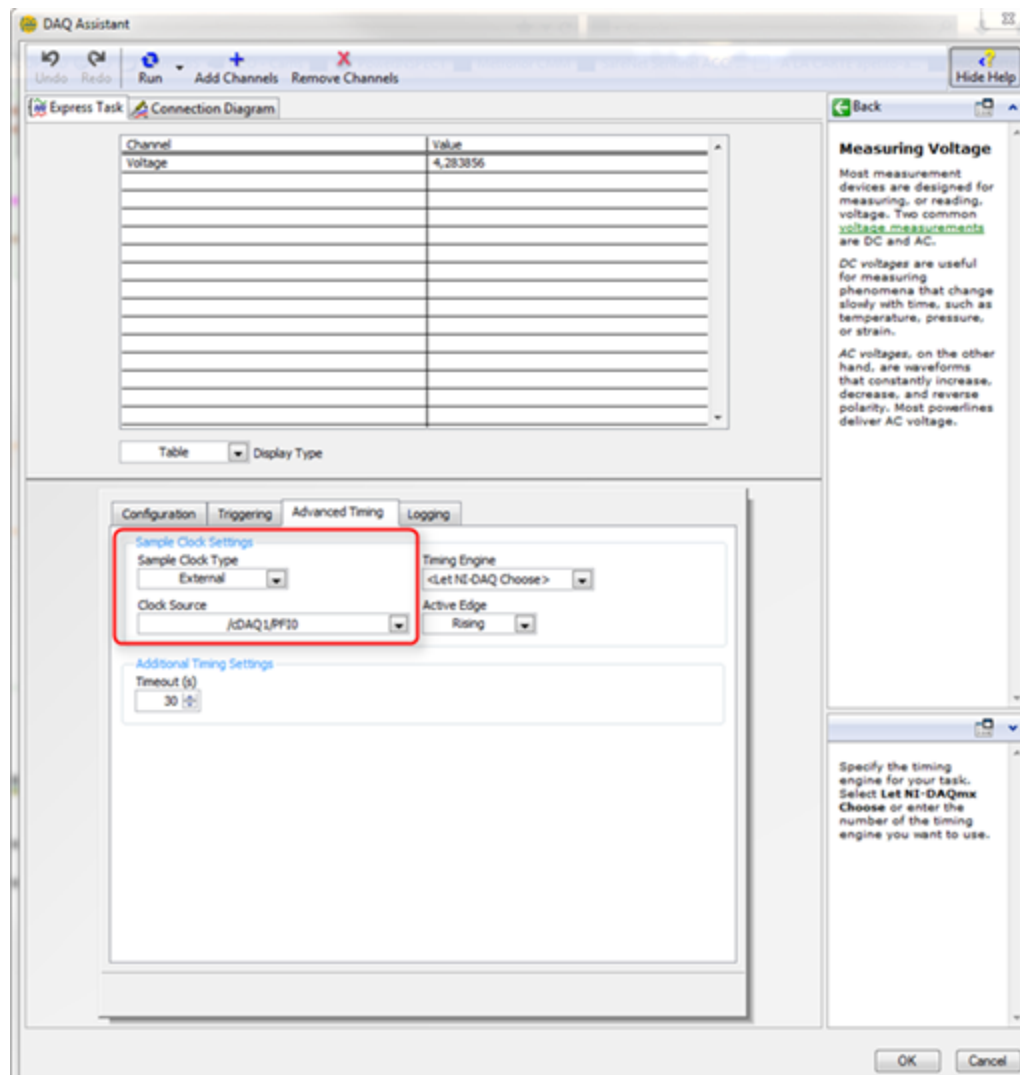 DAQ Assistant
Undo Redo Run Add Channels Remove Channels Hide Help
Express Task Connection Diagram
Channel Value
Voltage 4,283856
Table Display Type
Configuration Triggering Advanced Timing Logging
Sample Clock Settings
Sample Clock Type Timing Engine
External <Let NI-DAQ Choose>
Clock Source Active Edge
/cDAQ1/PFI0 Rising
Additional Timing Settings
Timeout (s)
30
Back
Measuring Voltage
Most measurement
devices are designed for
measuring, or reading,
voltage. Two common
voltage measurements
are DC and AC.
DC voltages are useful
for measuring
phenomena that change
slowly with time, such as
temperature, pressure,
or strain.
AC voltages, on the other
hand, are waveforms
that constantly increase,
decrease, and reverse
polarity. Most powerlines
deliver AC voltage.
Specify the timing
engine for your task.
Select Let NI-DAQmx
Choose or enter the
number of the timing
engine you want to use.
OK Cancel